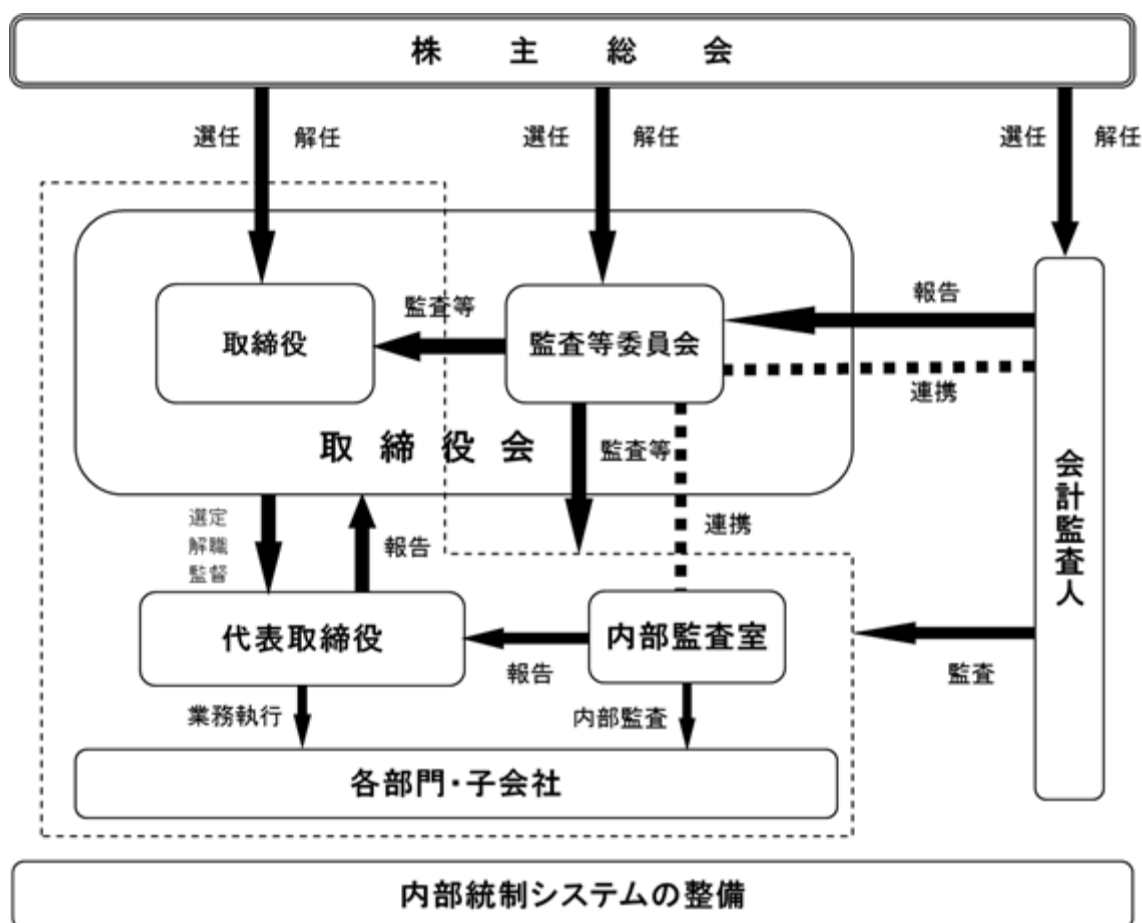 株主総会
選任
解任
選任
解任
選任
解任
取締役
監査等
監査等委員会
報告
連携
取締役会
監査等
連携
選定
解職
監督
報告
会計監査人
代表取締役
報告
内部監査室
監査
業務執行
内部監査
各部門・子会社
内部統制システムの整備